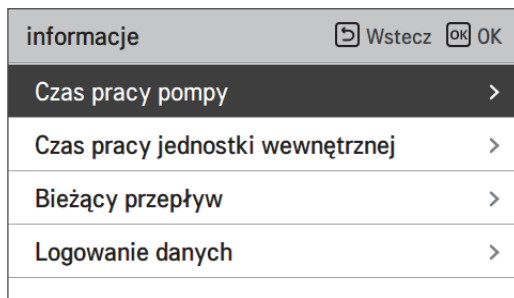 informacje Wstecz OK OK
Czas pracy pompy
Czas pracy jednostki wewnętrznej
Bieżący przepływ
Logowanie danych